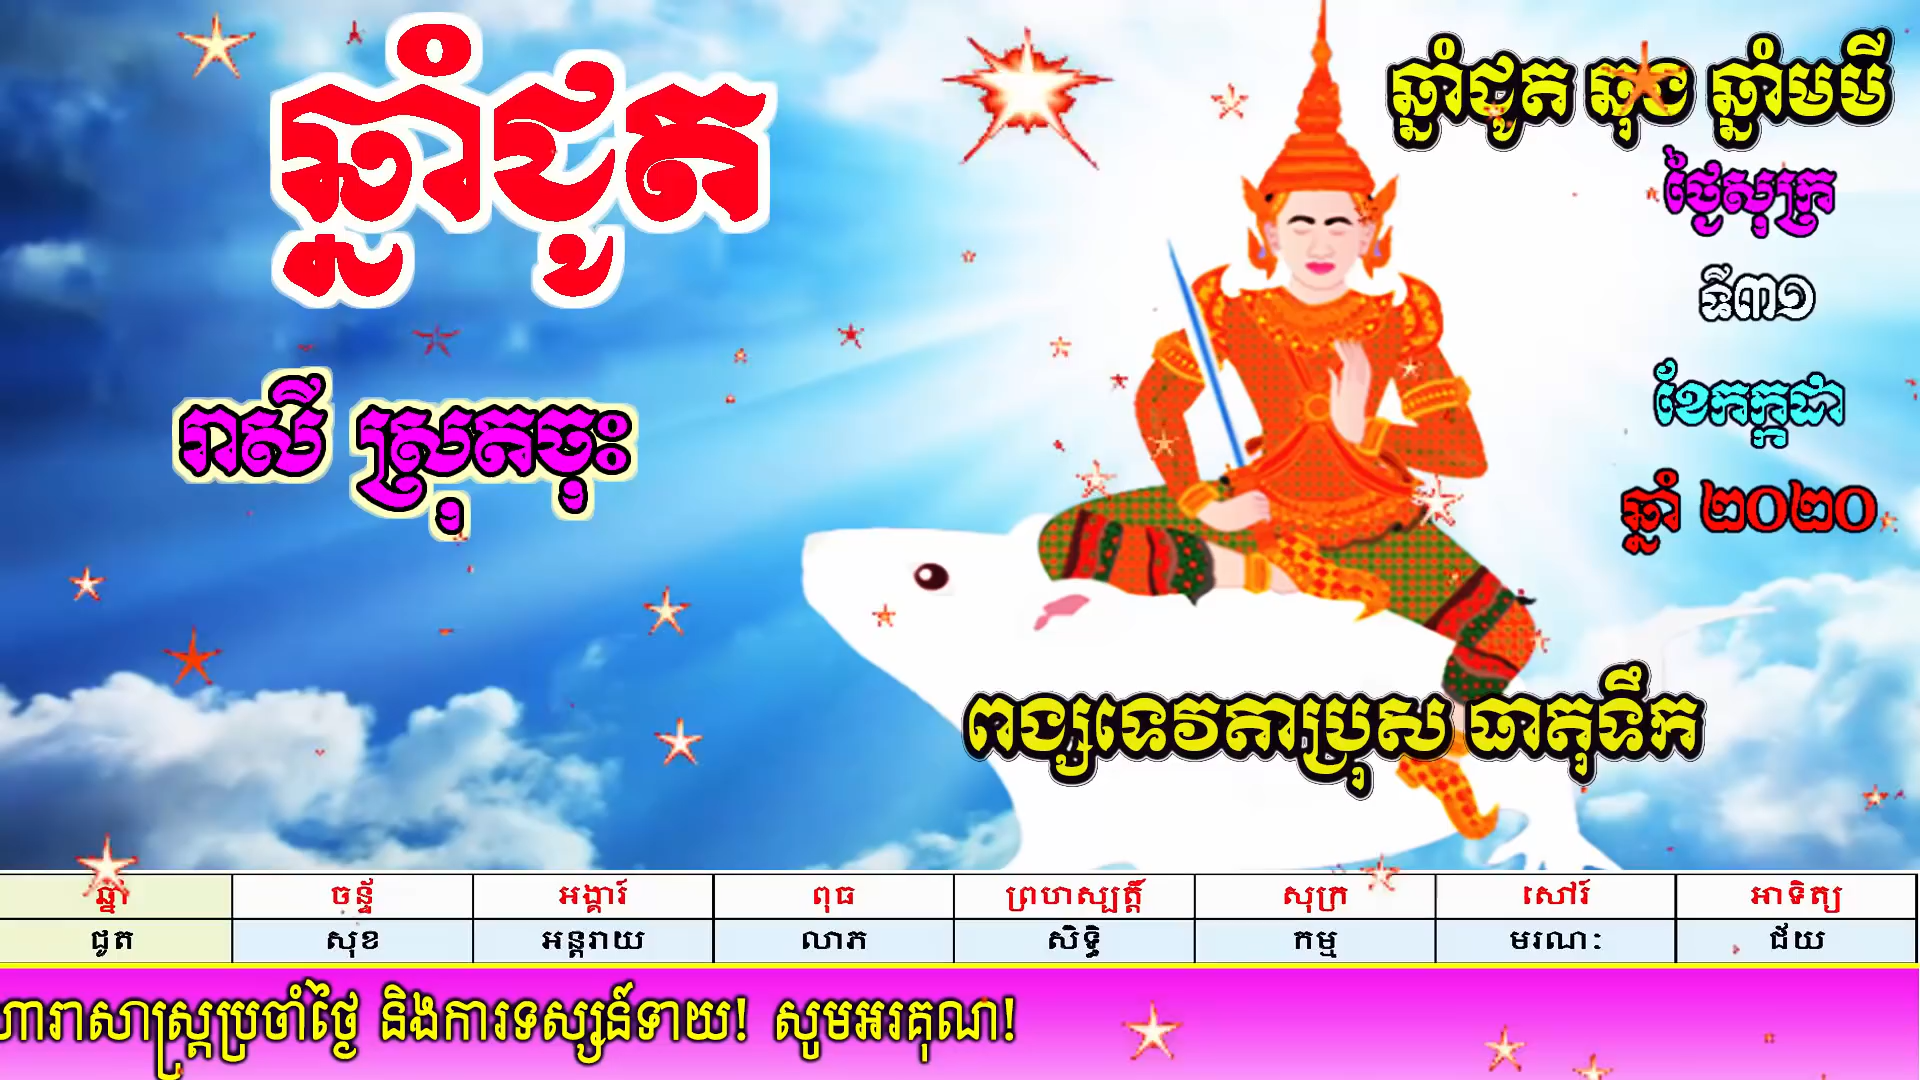 ឆ្នាំជូត
រាសី ស្រុតចុះ
ឆ្នាំជូត ឆុង ឆ្នាំមមី
ថ្ងៃសុក្រ
ទី៣១
ខែកក្កដា
ឆ្នាំ ២០២០
ពង្សទេវតាប្រុស ធាតុទឹក
ឆ្នាំ ចន្ទ័ អង្គារ៍ ពុធ ព្រហស្បត្តិ៍ សុក្រ សៅរ៍ អាទិត្យ
ជូត សុខ អន្តរាយ លាភ សិទ្ធិ កម្ម មរណៈ ជ័យ
ហោរាសាស្ត្រប្រចាំថ្ងៃ និងការទស្សន៍ទាយ! សូមអរគុណ!